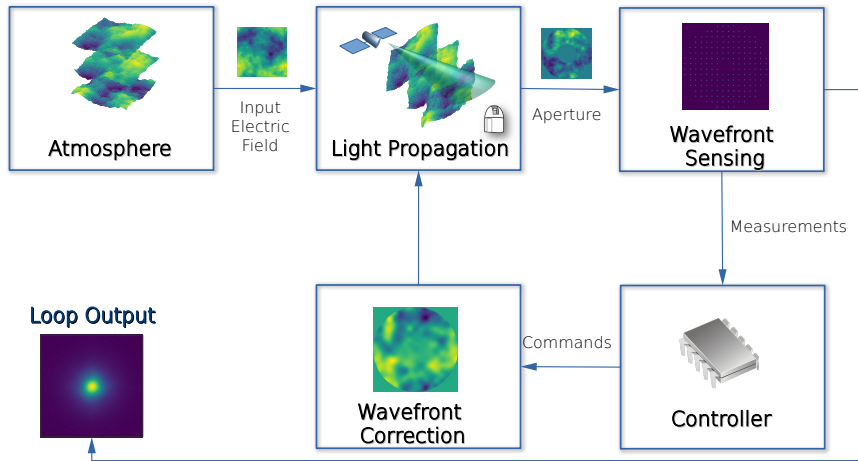 Input
Electric
Field
Aperture
Atmosphere
Light Propagation
Wavefront
Sensing
Measurements
Loop Output
Commands
Wavefront
Correction
Controller